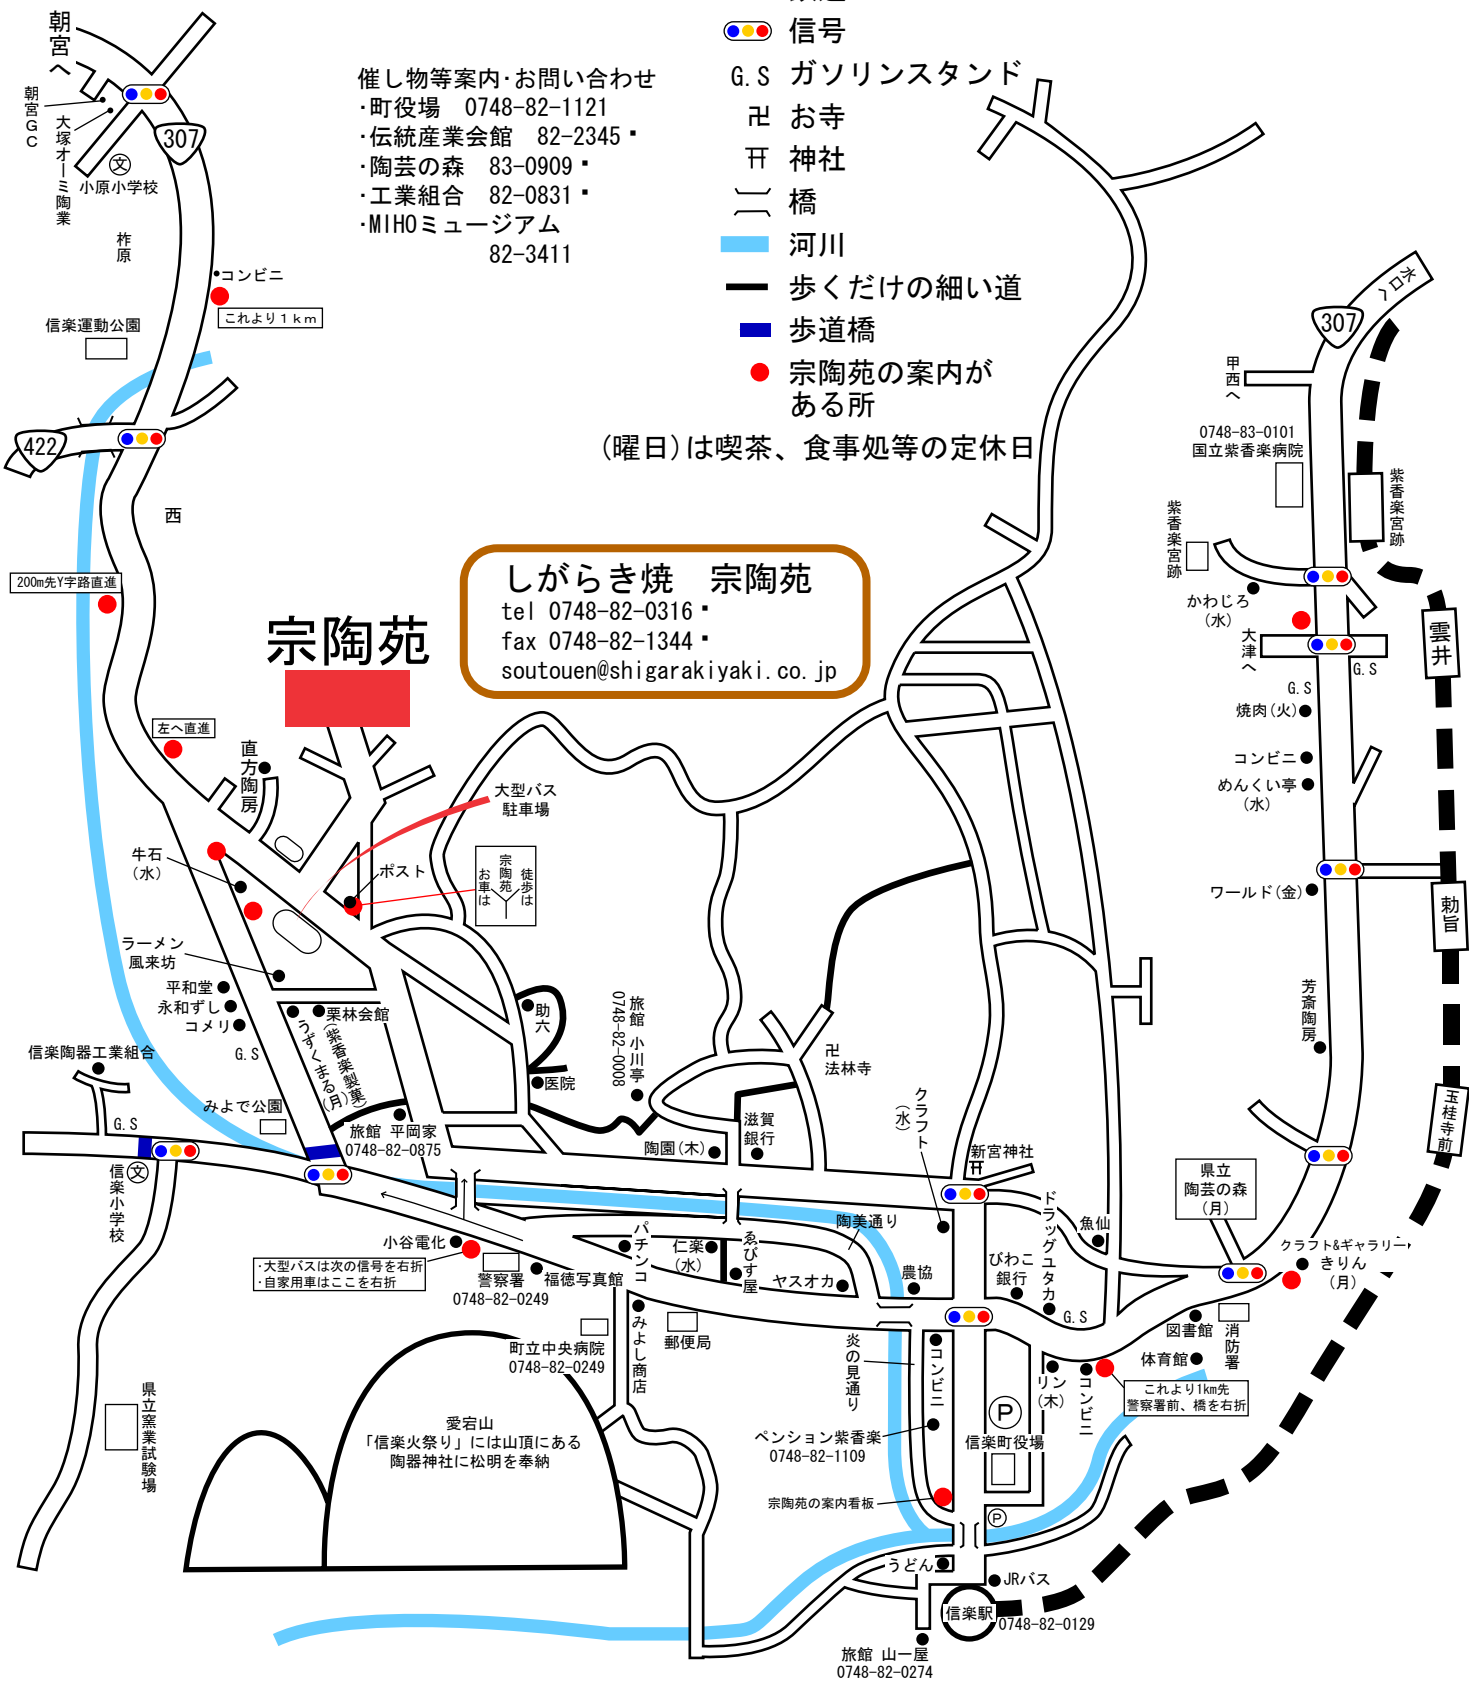 信号
G.S ガソリンスタンド
卍 お寺
神社
橋
河川
歩くだけの細い道
歩道橋
宗陶苑の案内が
ある所
(曜日)は喫茶、食事処等の定休日
催し物等案内・お問い合わせ
・町役場 0748-82-1121
・伝統産業会館 82-2345
・陶芸の森 83-0909
・工業組合 82-0831
・MIHOミュージアム
82-3411
しがらき焼 宗陶苑
tel 0748-82-0316
fax 0748-82-1344
soutouen@shigarakiyaki.co.jp
朝宮へ
朝宮GC
大塚オーミ陶業
307
文
小原小学校
柞原
コンビニ
これより1km
信楽運動公園
422
西
200m先Y字路直進
宗陶苑
左へ直進
直方陶房
大型バス
駐車場
ポスト
お車は
宗陶苑
徒歩は
牛石
(水)
ラーメン
風来坊
平和堂
永和ずし
コメリ
G.S
栗林会館
うずくまる(月)
(紫香楽製菓)
信楽陶器工業組合
G.S
みよで公園
文
信楽小学校
旅館 平岡家
0748-82-0875
助六
医院
旅館 小川亭
0748-82-0008
陶園(木)
滋賀
銀行
卍
法林寺
クラフト
(水)
新宮神社
小谷電化
・大型バスは次の信号を右折
・自家用車はここを右折
警察署
0748-82-0249
福徳写真館
パチンコ
仁楽
(水)
ゑびす屋
ヤスオカ
陶美通り
農協
びわこ
銀行
ドラッグユタカ
魚仙
G.S
町立中央病院
0748-82-0249
みよし商店
郵便局
炎の見通り
コンビニ
ペンション紫香楽
0748-82-1109
宗陶苑の案内看板
P
信楽町役場
P
リン
(木)
コンビニ
これより1km先
警察署前、橋を右折
体育館
図書館
消防署
県立
陶芸の森
(月)
クラフト&ギャラリー
きりん
(月)
県立窯業試験場
愛宕山
「信楽火祭り」には山頂にある
陶器神社に松明を奉納
うどん
JRバス
信楽駅
0748-82-0129
旅館 山一屋
0748-82-0274
水口へ
307
甲西へ
0748-83-0101
国立紫香楽病院
紫香楽宮跡
紫香楽宮跡
かわじろ
(水)
大津へ
G.S
G.S
雲井
焼肉(火)
コンビニ
めんくい亭
(水)
ワールド(金)
勅旨
芳斎陶房
玉桂寺前